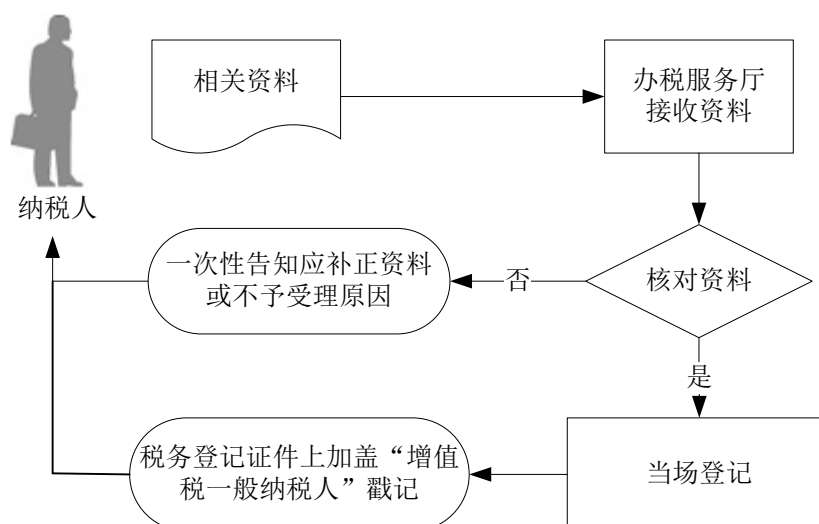 相关资料
办税服务厅
接收资料
纳税人
一次性告知应补正资料
或不予受理原因
否
核对资料
是
税务登记证件上加盖“增值
税一般纳税人”戳记
当场登记